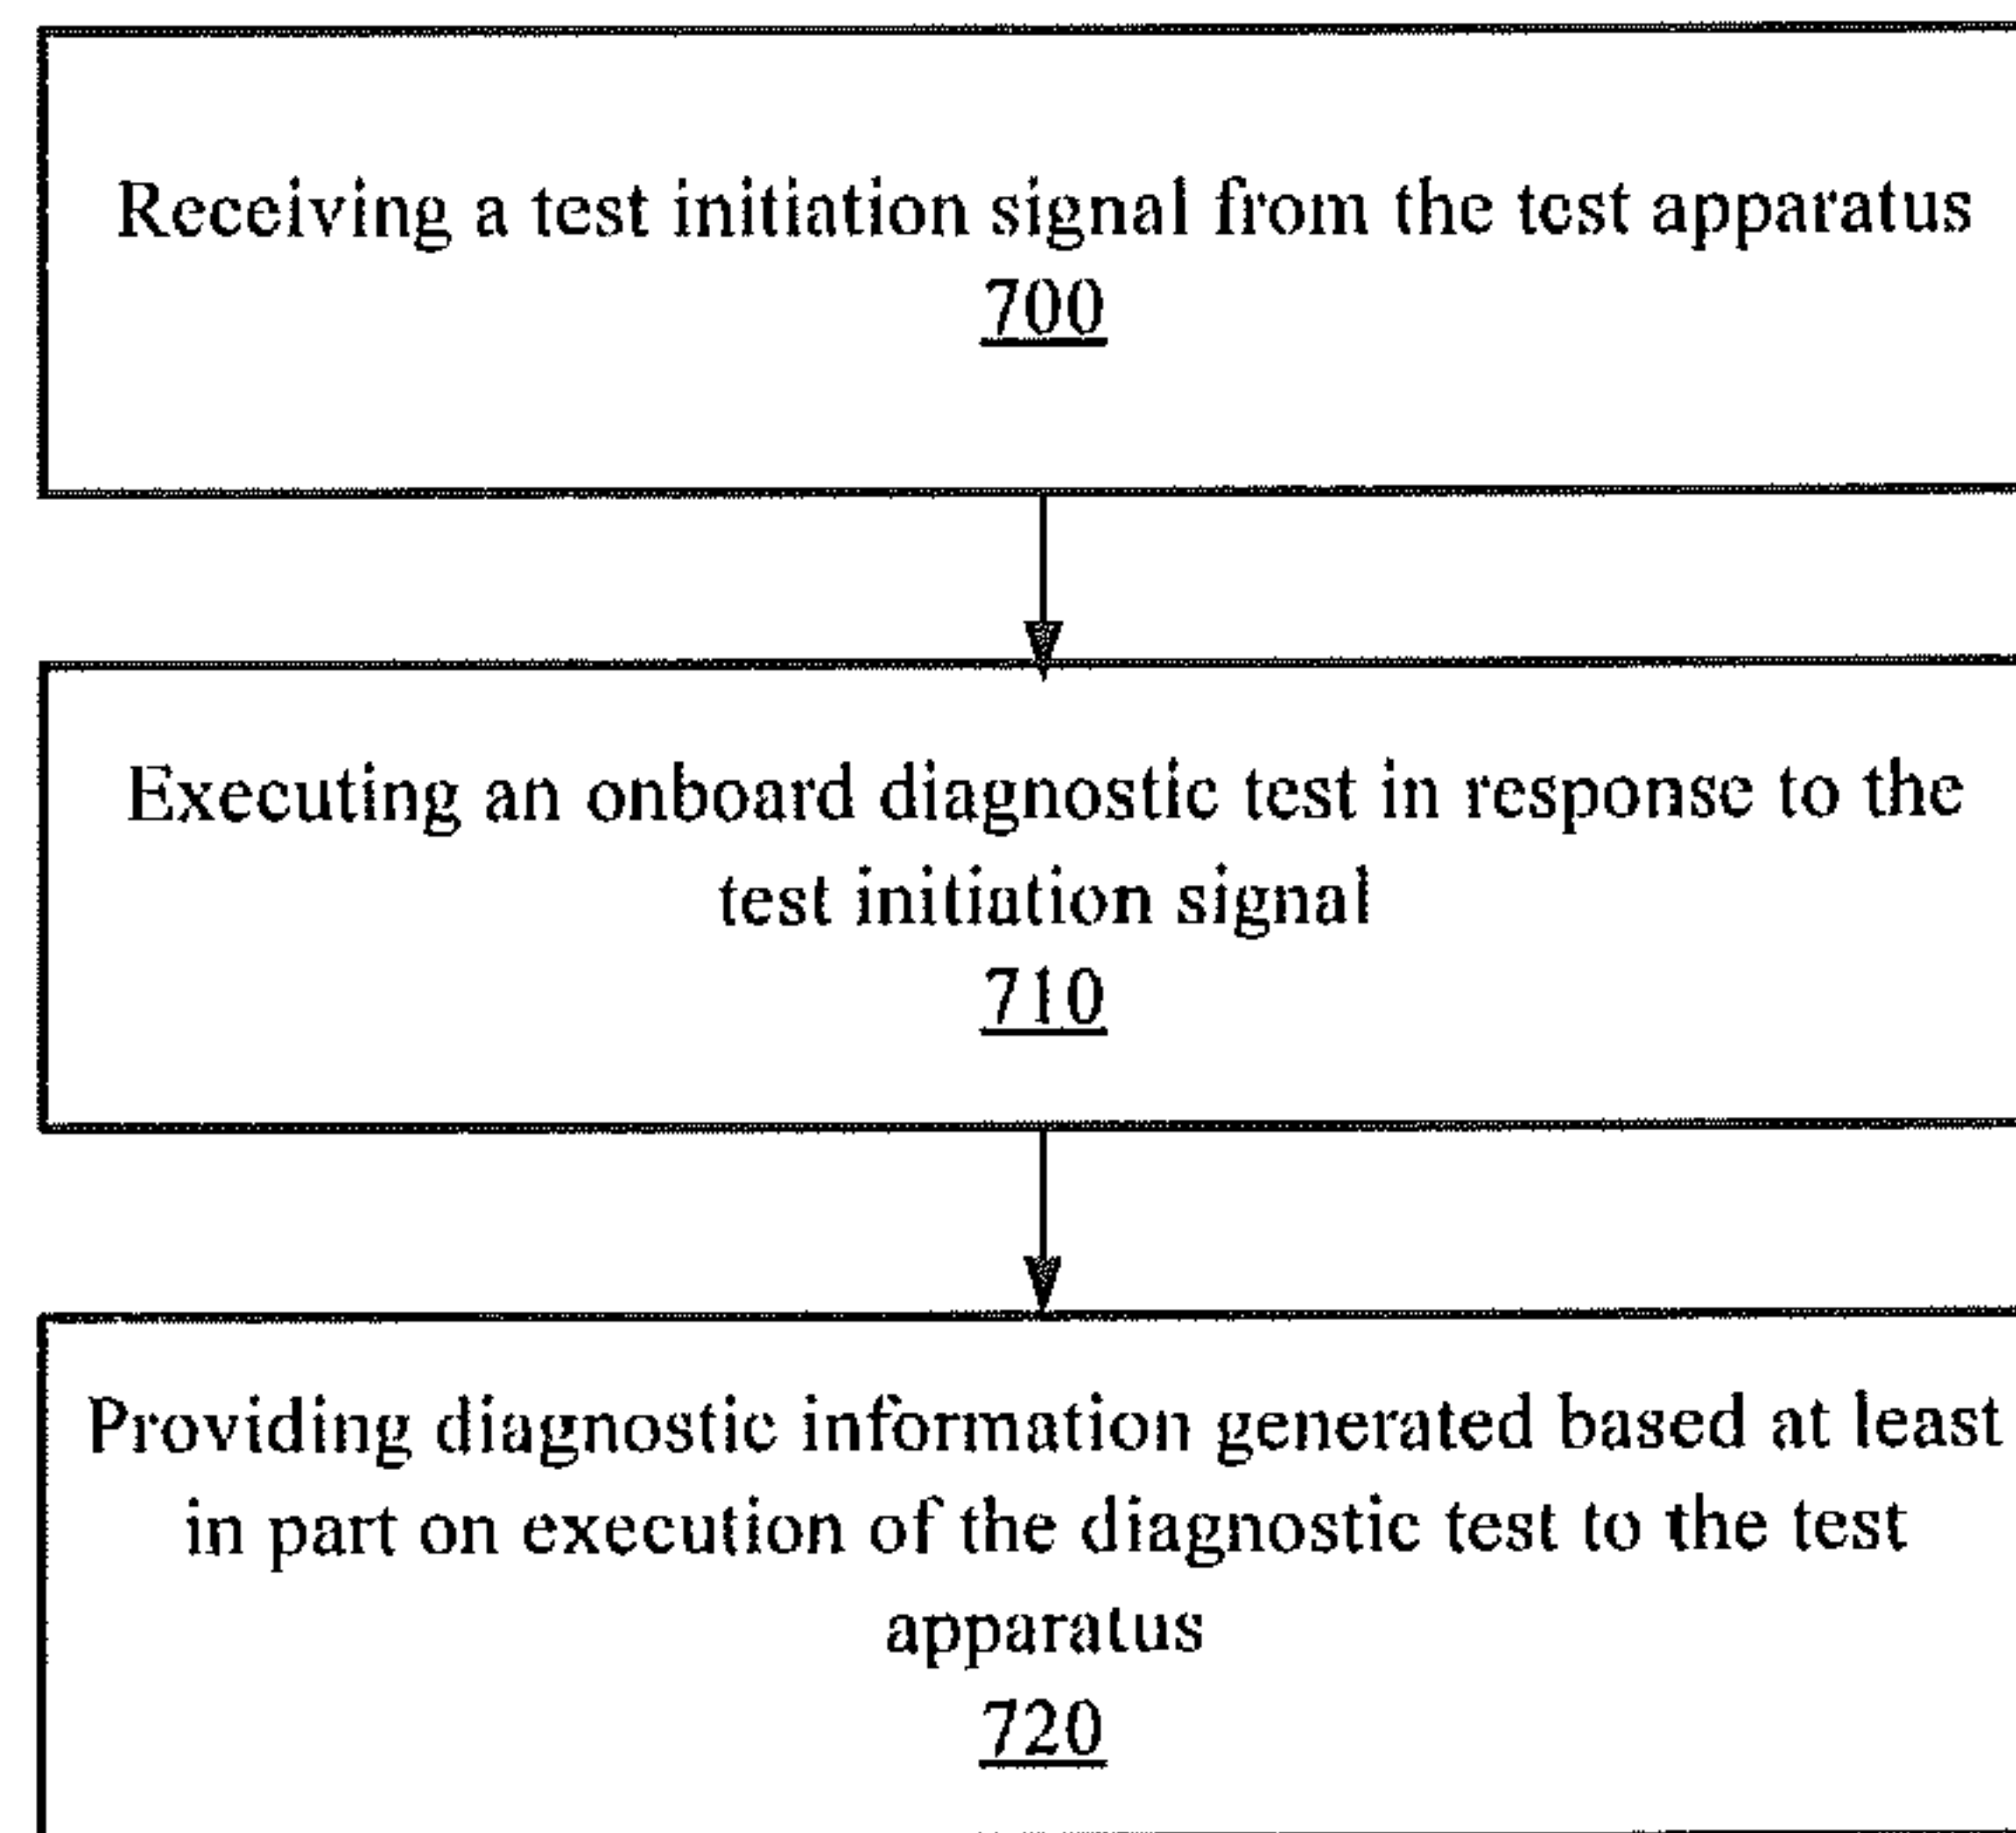 Receiving a test initiation signal from the test apparatus
700
Executing an onboard diagnostic test in response to the
test initiation signal
710
Providing diagnostic information generated based at least
in part on execution of the diagnostic test to the test
apparatus
720